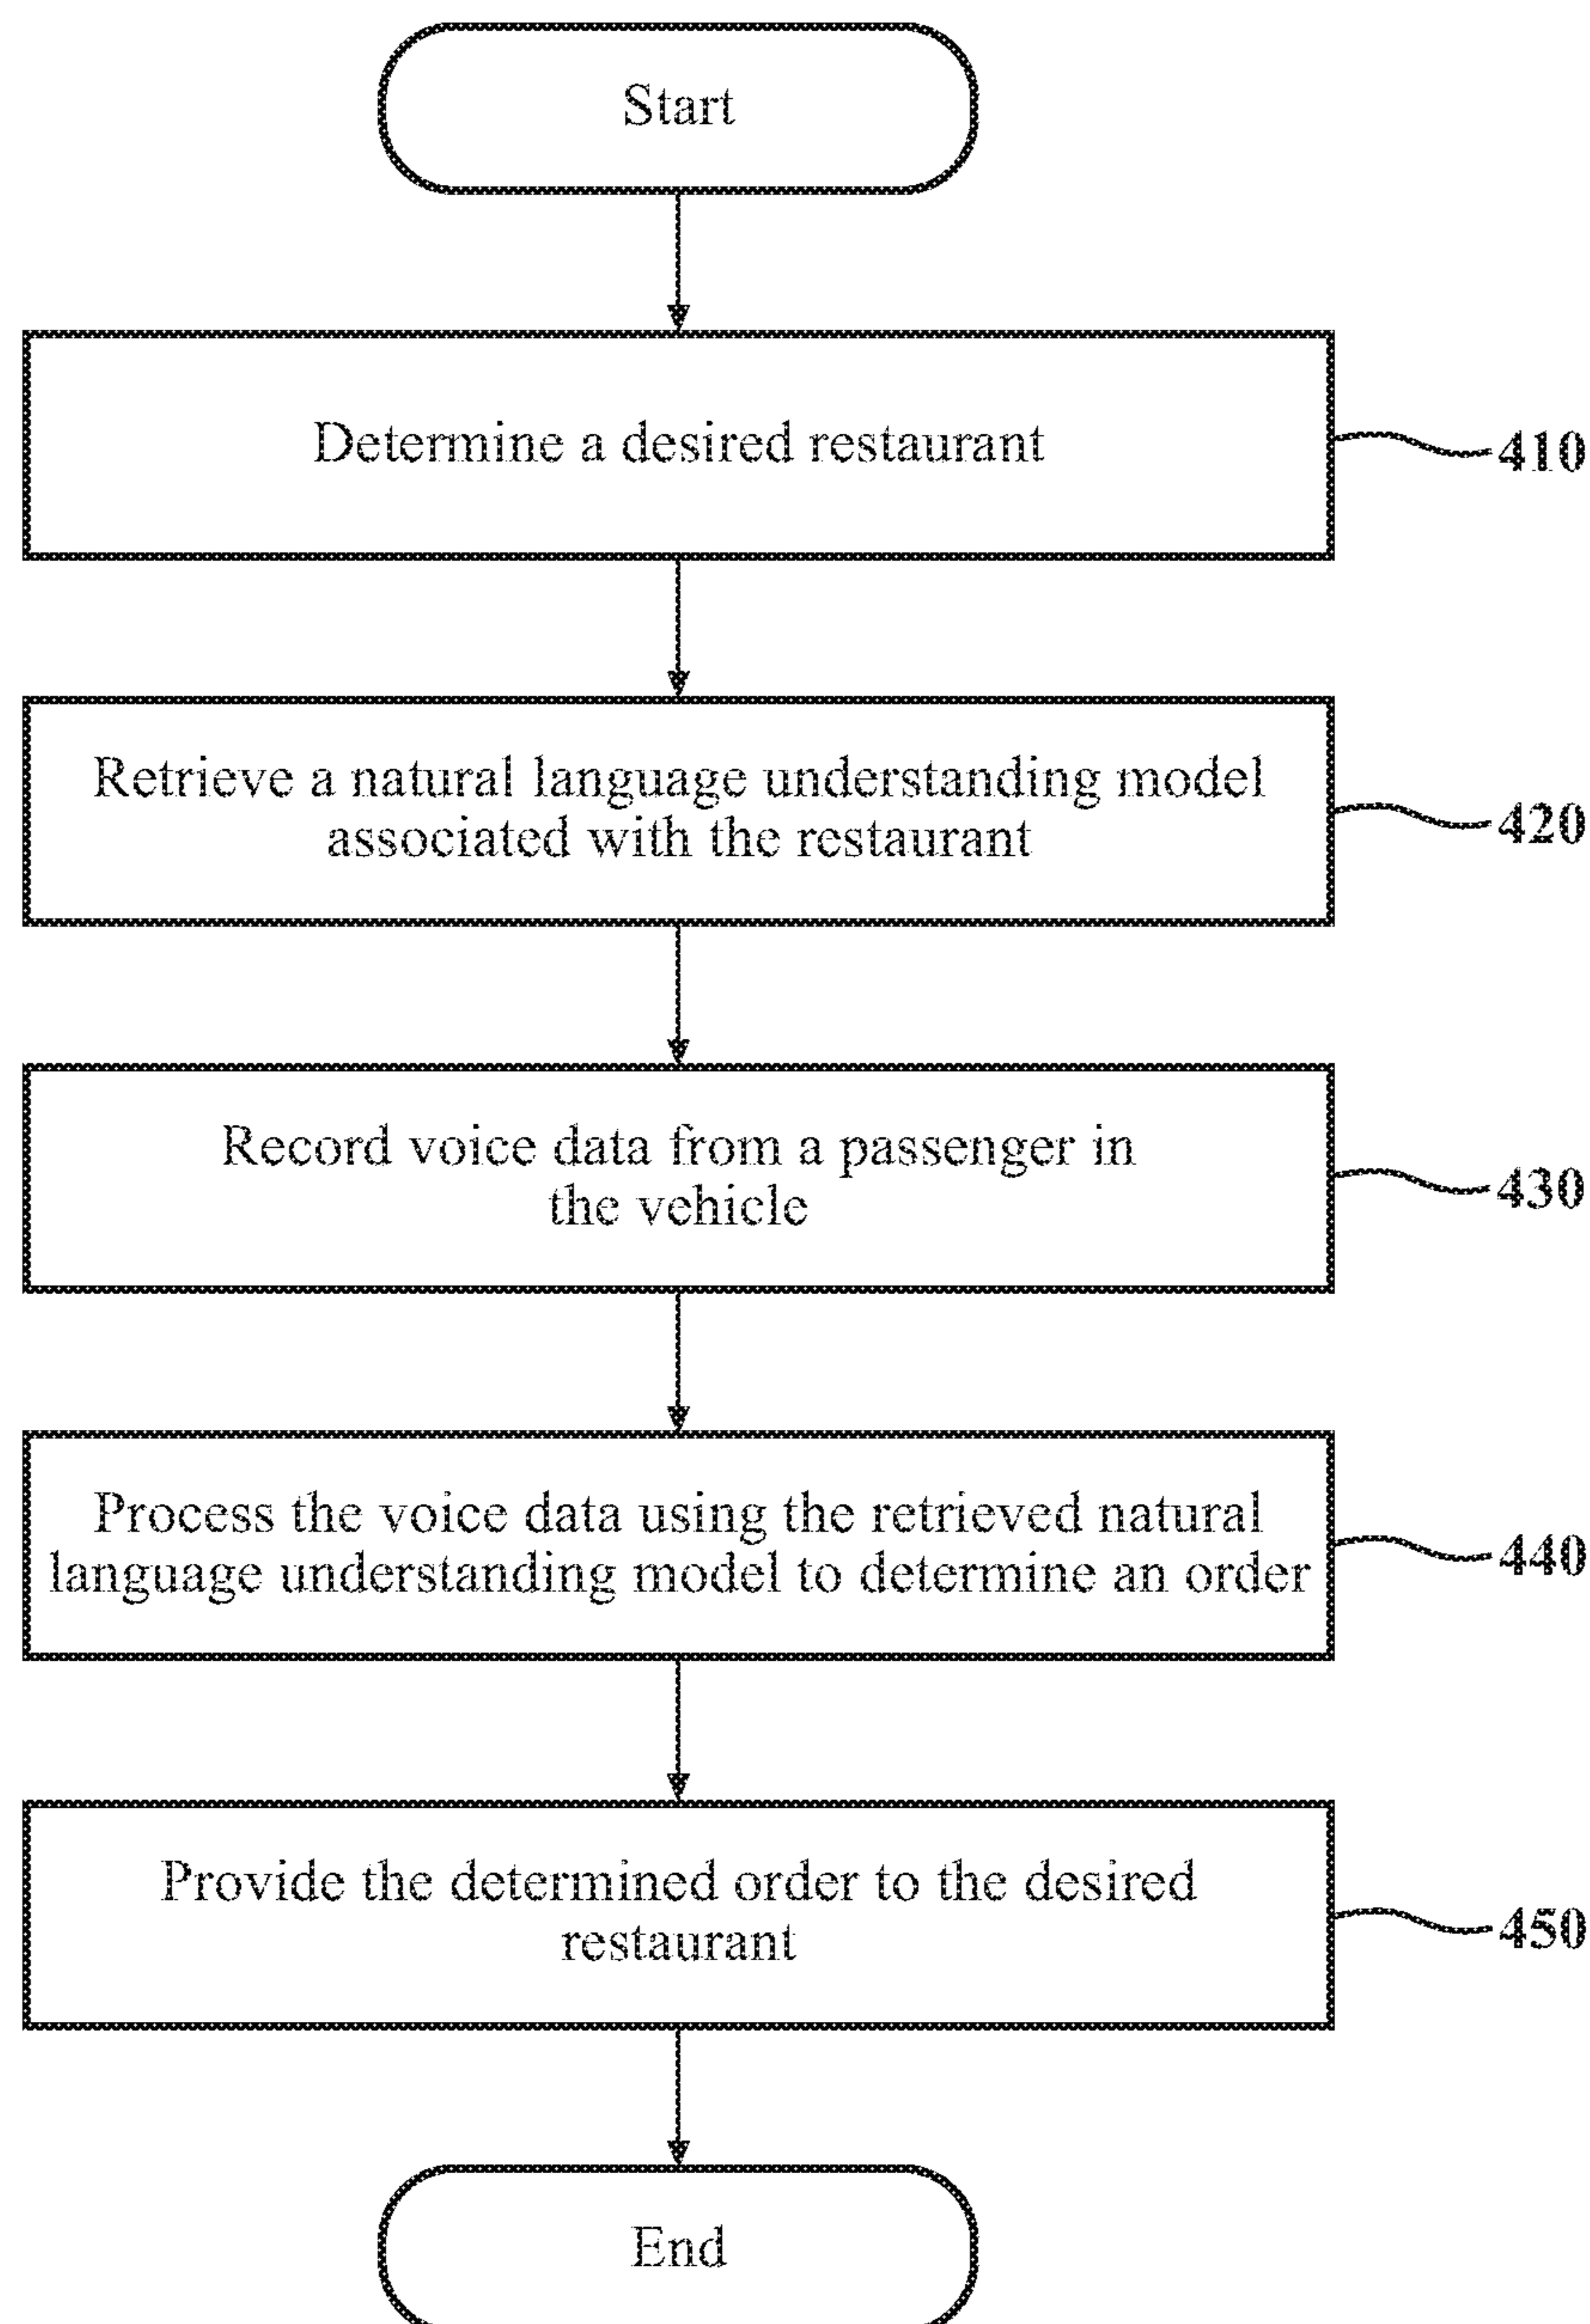 Start
Determine a desired restaurant
410
Retrieve a natural language understanding model
associated with the restaurant
420
Record voice data from a passenger in
the vehicle
430
Process the voice data using the retrieved natural
language understanding model to determine an order
440
Provide the determined order to the desired
restaurant
450
End